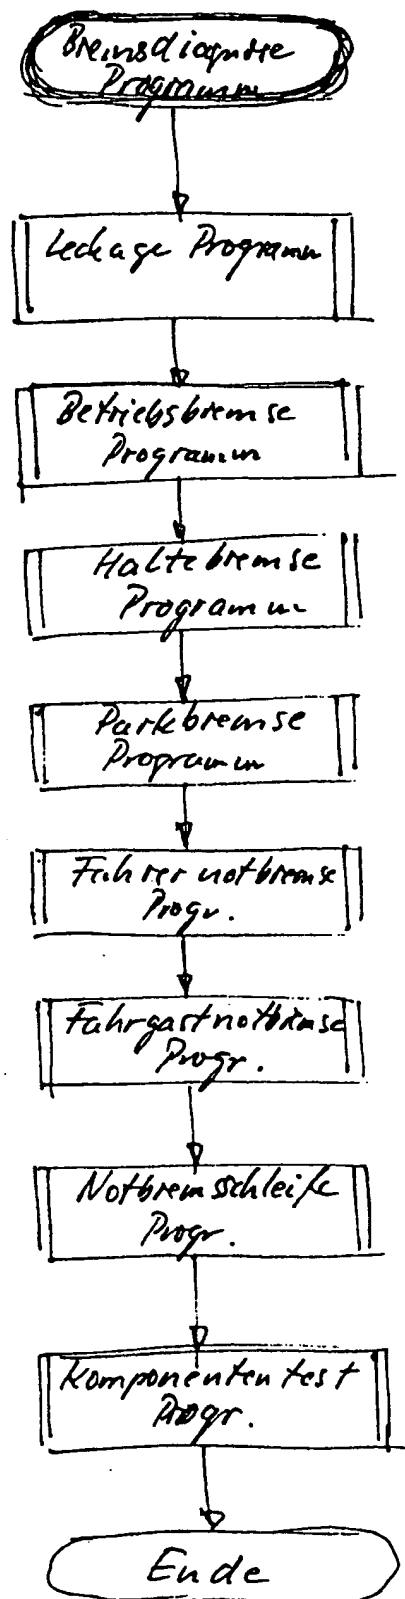 Bremsdiagnose
Programm
Leckage Programm
Betriebsbremse
Programm
Haltebremse
Programm
Parkbremse
Programm
Fahrernotbremse
Progr.
Fahrgastnotbremse
Progr.
Notbremsschleife
Progr.
Komponententest
Progr.
Ende